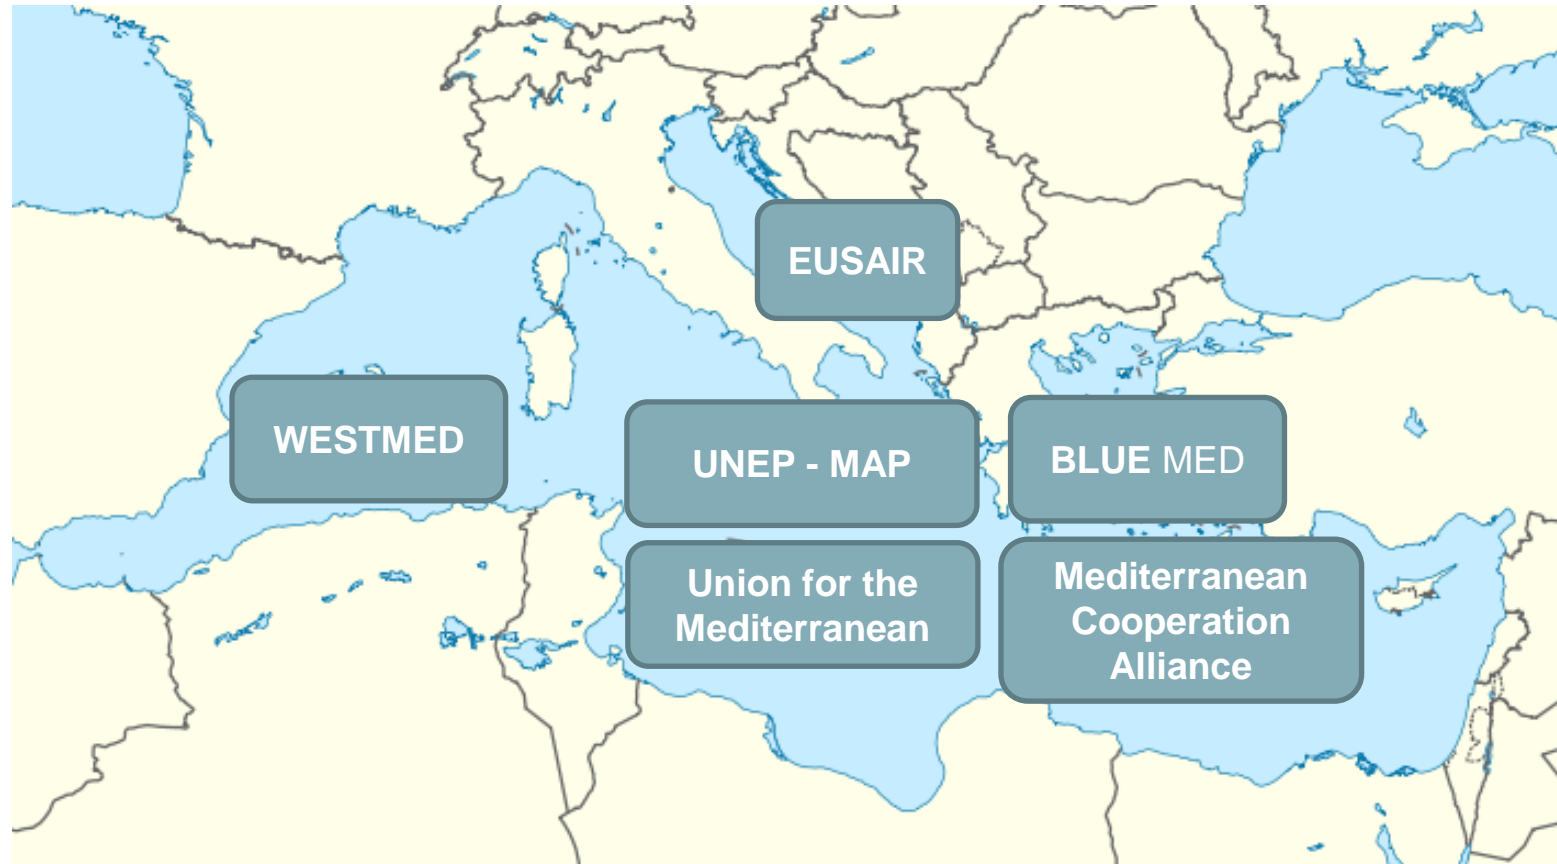 EUSAIR
WESTMED
UNEP - MAP
BLUE MED
Union for the
Mediterranean
Mediterranean
Cooperation
Alliance